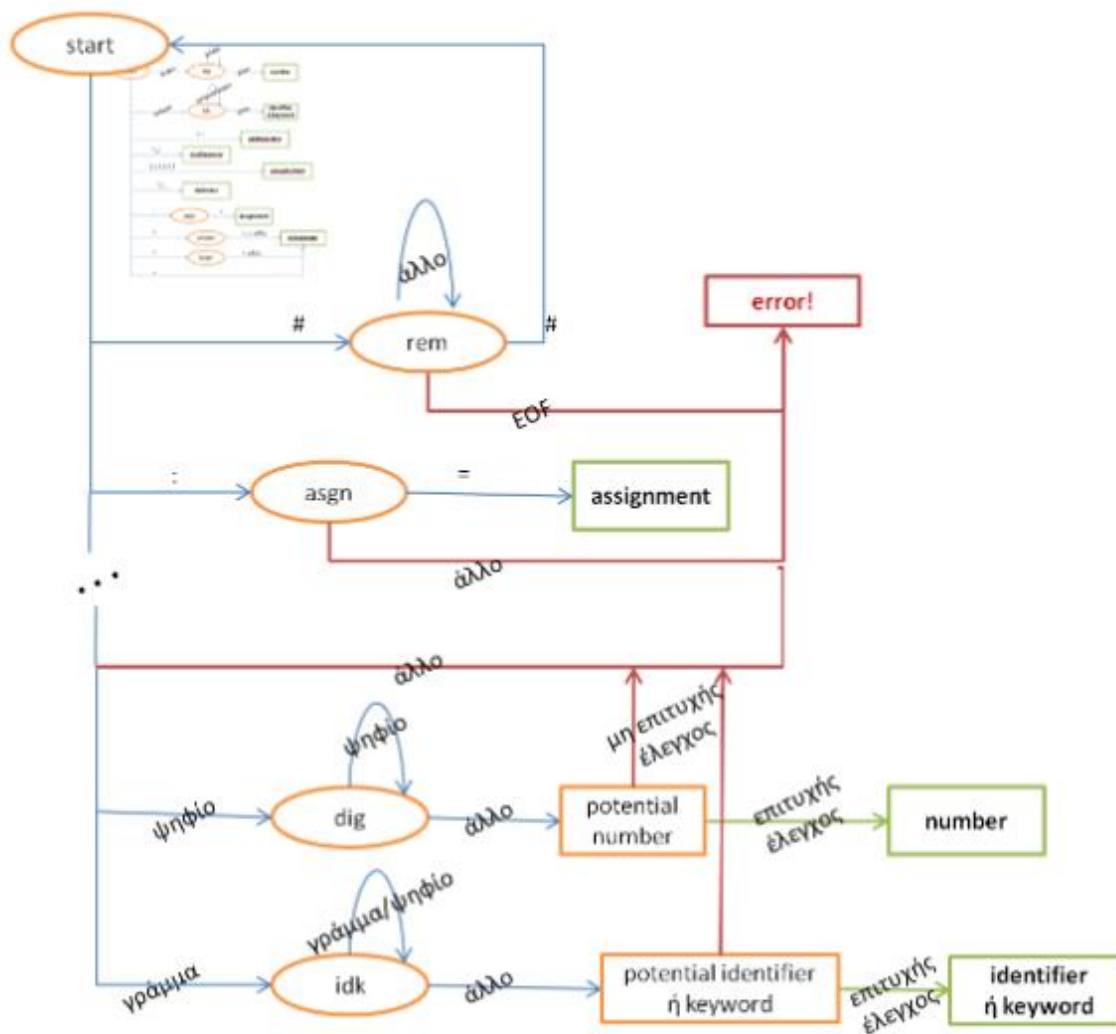 start
άλλο
#
rem
#
error!
EOF
:
asgn
=
assignment
άλλο
...
άλλο
μη επιτυχής
έλεγχος
ψηφίο
ψηφίο
dig
άλλο
potential
number
επιτυχής
έλεγχος
number
γράμμα/ψηφίο
γράμμα
idk
άλλο
potential identifier
ή keyword
επιτυχής
έλεγχος
identifier
ή keyword